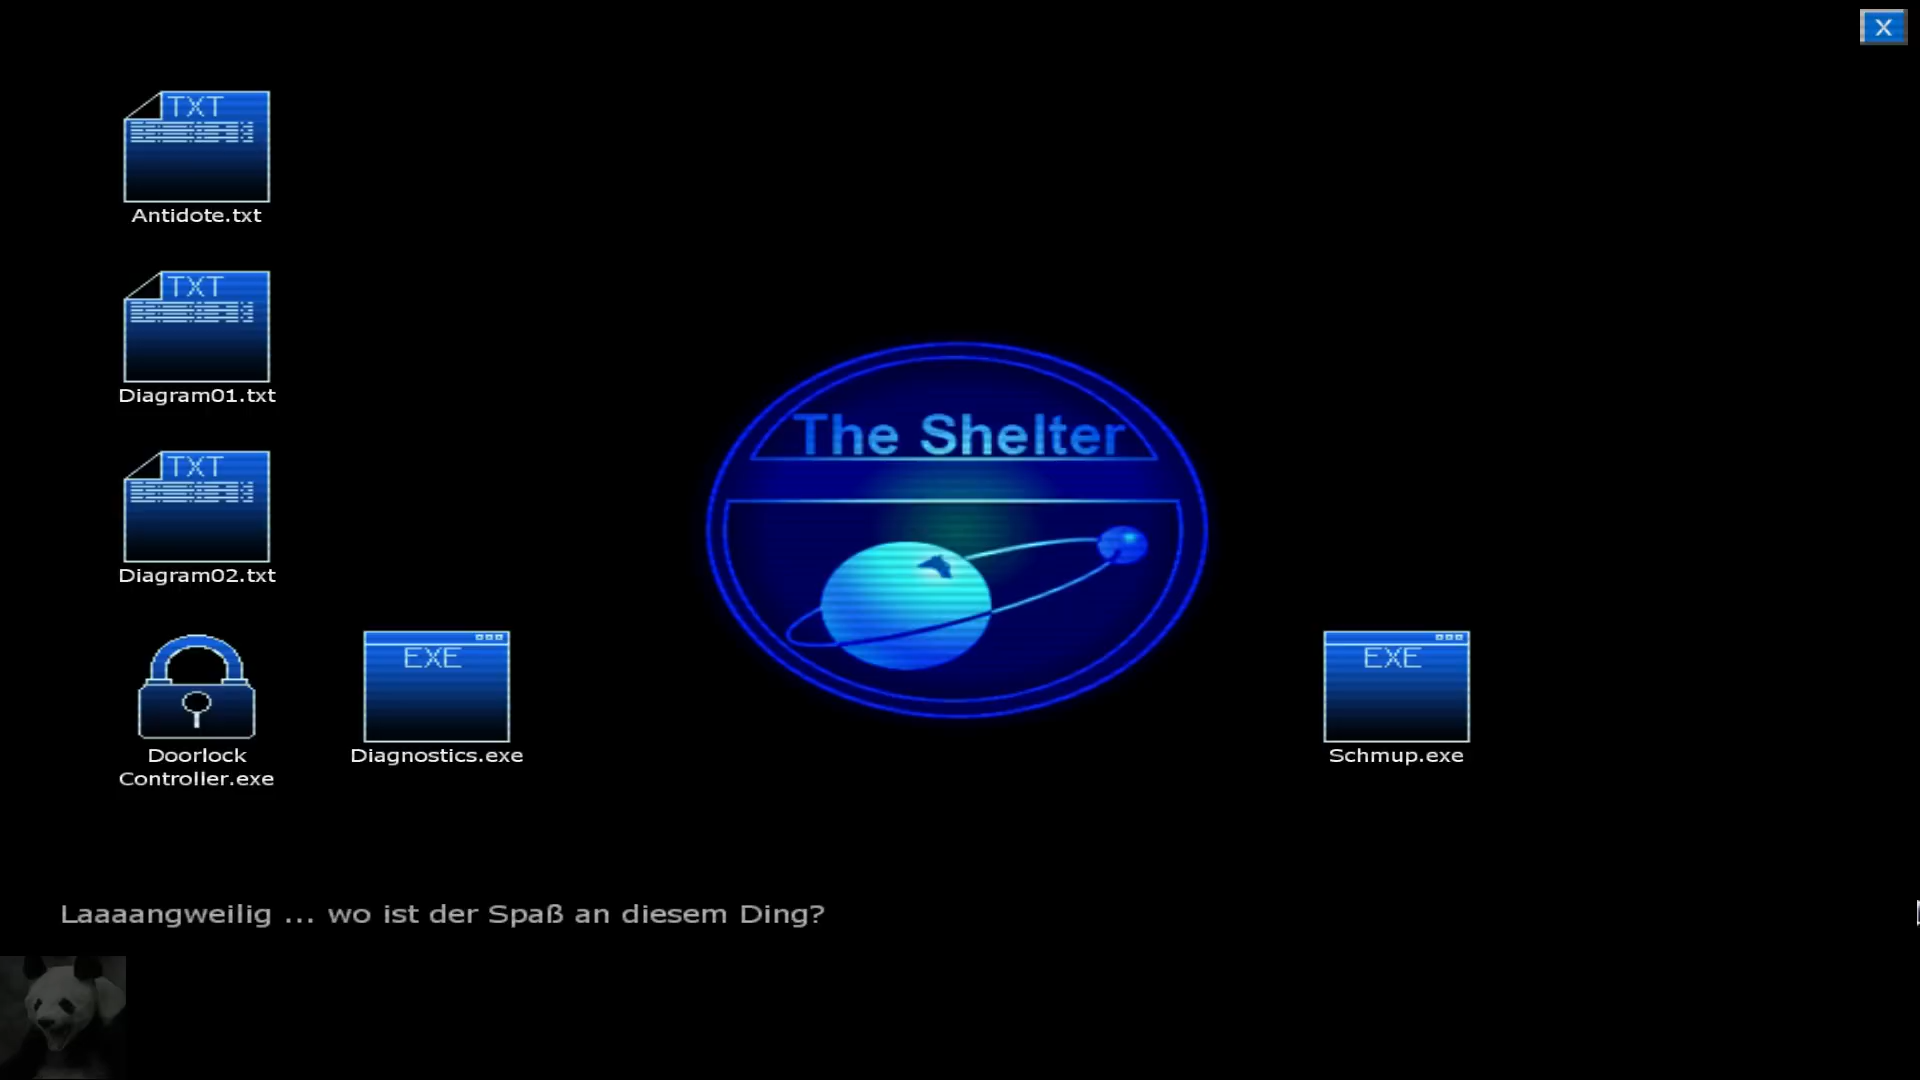 X
TXT
Antidote.txt
TXT
Diagram01.txt
TXT
Diagram02.txt
The Shelter
EXE
EXE
Doorlock
Controller.exe
Diagnostics.exe
Schmup.exe
Laaaangweilig ... wo ist der Spaß an diesem Ding?